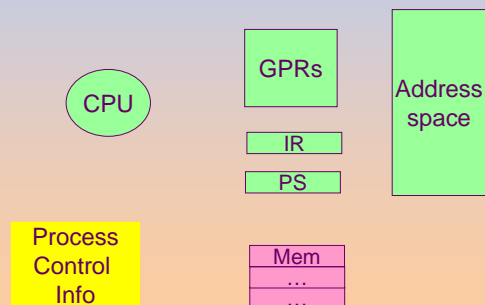 GPRs
CPU
Address
space
IR
PS
Process
Control
Info
Mem
…
…